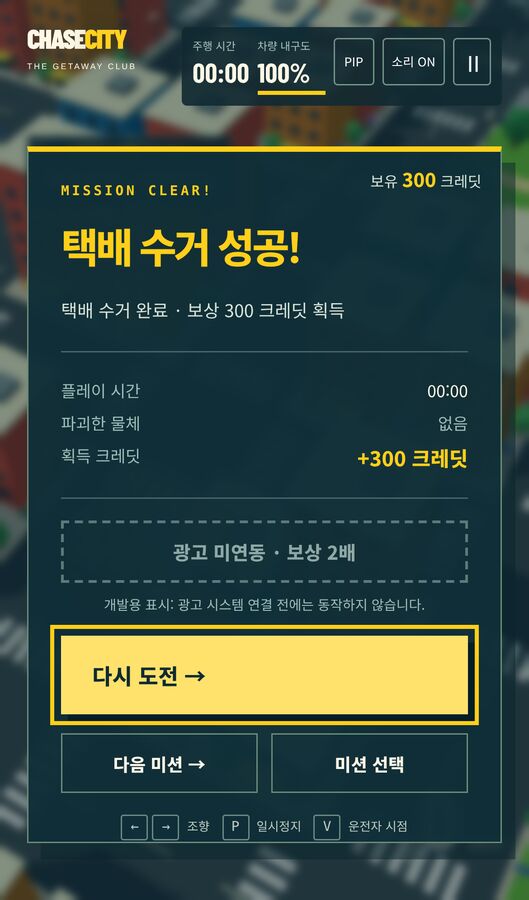 CHASECITY
THE GETAWAY CLUB
주행 시간
00:00
차량 내구도
100%
PIP
소리 ON
보유 300 크레딧
MISSION CLEAR!
택배 수거 성공!
택배 수거 완료 · 보상 300 크레딧 획득
플레이 시간 00:00
파괴한 물체 없음
획득 크레딧 +300 크레딧
광고 미연동 · 보상 2배
개발용 표시: 광고 시스템 연결 전에는 동작하지 않습니다.
다시 도전 →
다음 미션 →
미션 선택
← → 조향 P 일시정지 V 운전자 시점